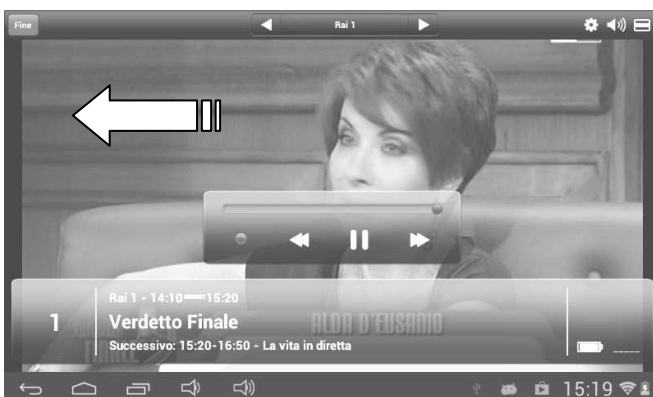 Fine
Rai 1
Rai 1 - 14:10 15:20
1
Verdetto Finale
ALDA D'EUSANIO
FINALE
Successivo: 15:20-16:50 - La vita in diretta
15:19